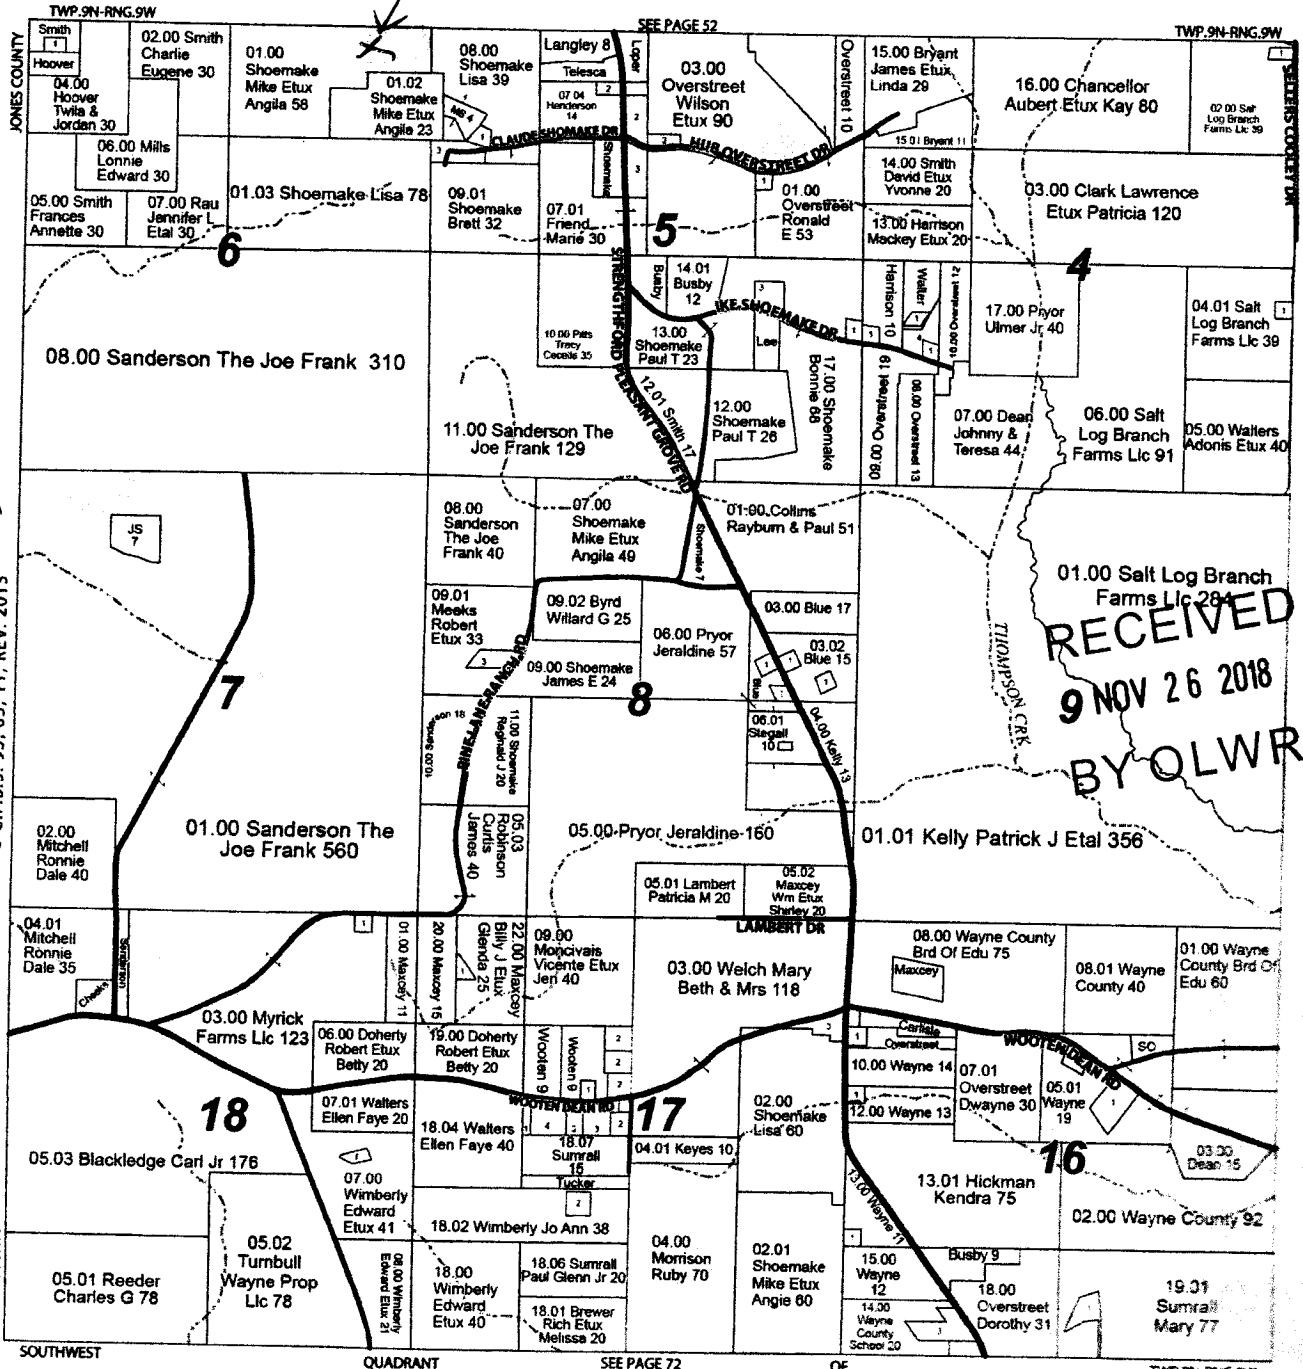 TWP.9N-RNG.9W
SEE PAGE 52
TWP.9N-RNG.9W
JONES COUNTY
Smith
1
Hoover
04.00
Hoover
Twila &
Jordan 30
02.00 Smith
Charlie
Eugene 30
01.00
Shoemake
Mike Etux
Angila 58
01.02
Shoemake
Mike Etux
Angila 23
08.00
Shoemake
Lisa 39
MS 4
Langley 8
Telesca
07 04
Henderson
14
Loper
03.00
Overstreet
Wilson
Etux 90
Overstreet 10
15.00 Bryant
James Etux
Linda 29
15 01 Bryant 11
16.00 Chancellor
Aubert Etux Kay 80
02 00 Salt
Log Branch
Farms Llc 39
SELLERS COOLEY DR
CLAUDE SHOMAKE DR
HUB OVERSTREET DR
06.00 Mills
Lonnie
Edward 30
05.00 Smith
Frances
Annette 30
07.00 Rau
Jennifer L
Etal 30
01.03 Shoemake Lisa 78
09.01
Shoemake
Brett 32
07.01
Friend
Marie 30
Shoemake
01.00
Overstreet
Ronald
E 53
14.00 Smith
David Etux
Yvonne 20
13.00 Harrison
Mackey Etux 20
03.00 Clark Lawrence
Etux Patricia 120
6
5
4
08.00 Sanderson The Joe Frank 310
10.00 Pitts
Tracy
Cecelia 35
STRENGTHFORD PLEASANT GROVE RD
Busby
14.01
Busby
12
IKE SHOEMAKE DR
13.00
Shoemake
Paul T 23
Lee
Harrison 10
Walter
10.00 Overstreet 12
17.00 Pryor
Ulmer Jr 40
04.01 Salt
Log Branch
Farms Llc 39
11.00 Sanderson The
Joe Frank 129
12.01 Smith 17
12.00
Shoemake
Paul T 26
17.00 Shoemake
Bonnie 68
09.00 Overstreet 19
08.00 Overstreet 13
07.00 Dean
Johnny &
Teresa 44
06.00 Salt
Log Branch
Farms Llc 91
05.00 Walters
Adonis Etux 40
JS
7
08.00
Sanderson
The Joe
Frank 40
07.00
Shoemake
Mike Etux
Angila 49
Shoemake 7
01.00 Collins
Rayburn & Paul 51
01.00 Salt Log Branch
Farms Llc 284
RECEIVED
NOV 26 2018
BY OLWR
9
09.01
Meeks
Robert
Etux 33
3
09.02 Byrd
Willard G 25
09.00 Shoemake
James E 24
06.00 Pryor
Jeraldine 57
03.00 Blue 17
03.02
Blue 15
Blue
THOMPSON CRK
7
8
10.00 Sanderson 18
PINE LANE RANCH RD
11.00 Shoemake
Reginald J 20
06.01
Stegall
10
04.00 Kelly 13
02.00
Mitchell
Ronnie
Dale 40
01.00 Sanderson The
Joe Frank 560
05.03
Robinson
Curtis
James 40
05.00 Pryor Jeraldine 160
01.01 Kelly Patrick J Etal 356
05.01 Lambert
Patricia M 20
05.02
Maxcey
Wm Etux
Shirley 20
LAMBERT DR
04.01
Mitchell
Ronnie
Dale 35
Cheeks
Sanderson
1
01.00 Maxcey 11
20.00 Maxcey 15
22.00 Maxcey
Billy J Etux
Glenda 25
09.00
Moncivais
Vicente Etux
Jen 40
03.00 Welch Mary
Beth & Mrs 118
08.00 Wayne County
Brd Of Edu 75
Maxcey
08.01 Wayne
County 40
01.00 Wayne
County Brd Of
Edu 60
03.00 Myrick
Farms Llc 123
06.00 Doherty
Robert Etux
Betty 20
19.00 Doherty
Robert Etux
Betty 20
Wooten 9
Wooten 9
Carlisle
Overstreet
WOOTEN DEAN RD
SC
10.00 Wayne 14
12.00 Wayne 13
07.01
Overstreet
Dwayne 30
05.01
Wayne
19
18
07.01 Walters
Ellen Faye 20
WOOTEN DEAN RD
17
02.00
Shoemake
Lisa 60
16
05.03 Blackledge Carl Jr 176
18.04 Walters
Ellen Faye 40
18.07
Sumrall
15
Tucker
04.01 Keyes 10
03.00
Dean 15
07.00
Wimberly
Edward
Etux 41
18.02 Wimberly Jo Ann 38
13.01 Hickman
Kendra 75
13.00 Wayne 11
02.00 Wayne County 92
05.01 Reeder
Charles G 78
05.02
Turnbull
Wayne Prop
Llc 78
08.00 Wimberly
Edward Etux 21
18.00
Wimberly
Edward
Etux 40
18.06 Sumrall
Paul Glenn Jr 20
18.01 Brewer
Rich Etux
Melissa 20
04.00
Morrison
Ruby 70
02.01
Shoemake
Mike Etux
Angie 60
15.00
Wayne
12
14.00
Wayne
County
School 20
Busby 9
18.00
Overstreet
Dorothy 31
19.01
Sumrall
Mary 77
SOUTHWEST
QUADRANT
SEE PAGE 72
OF